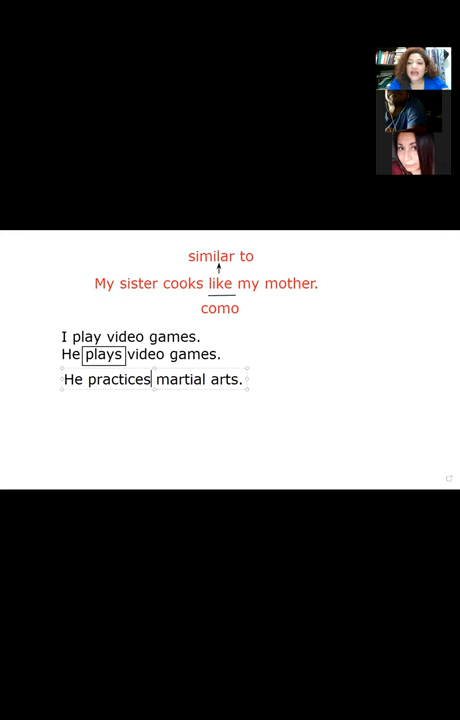 similar to
My sister cooks like my mother.
como
I play video games.
He plays video games.
He practices martial arts.